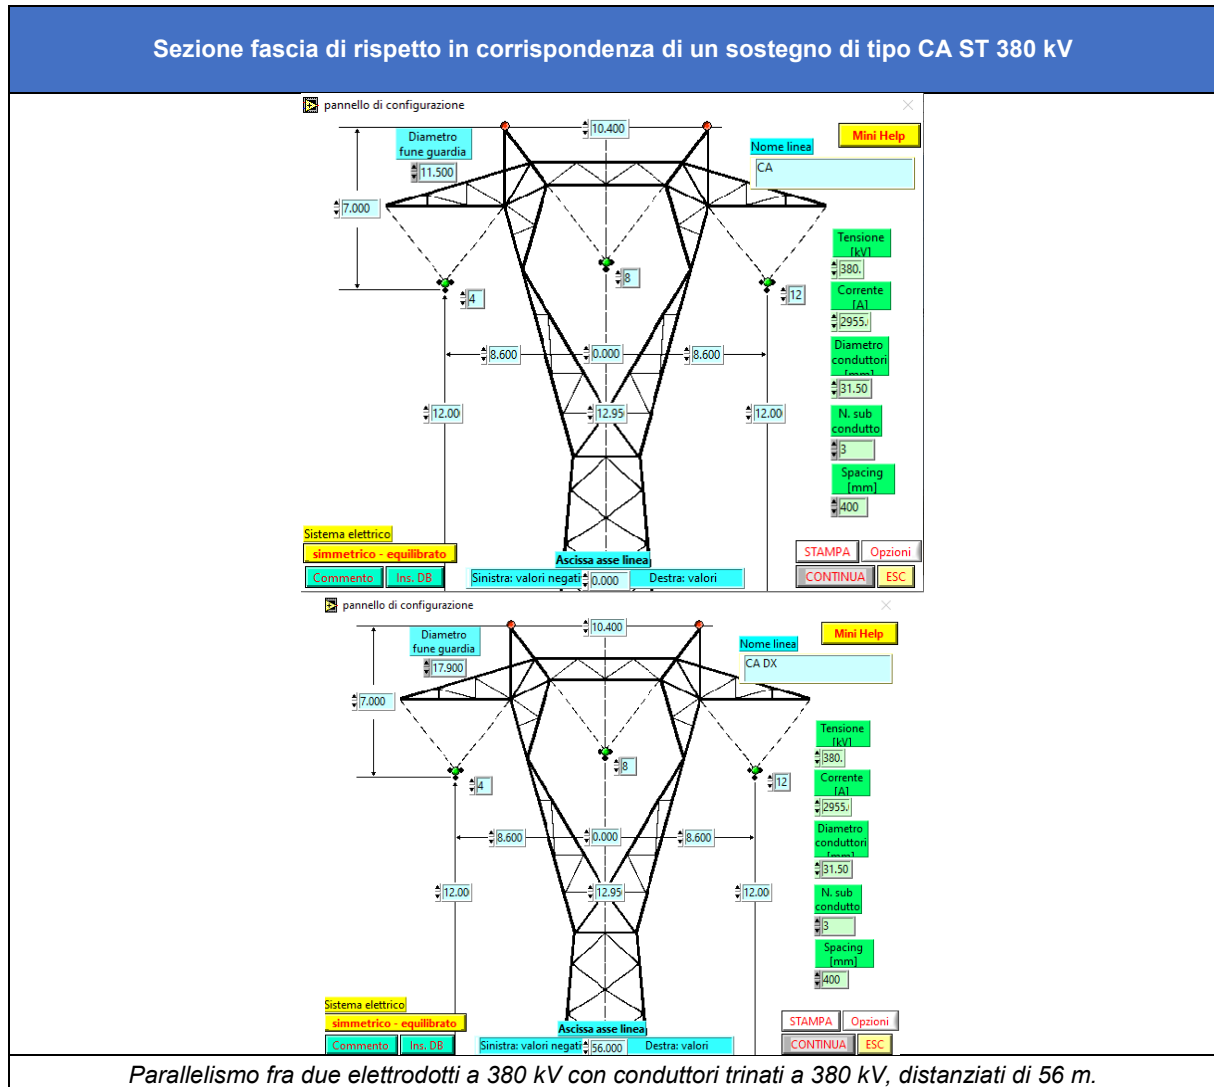 Sezione fascia di rispetto in corrispondenza di un sostegno di tipo CA ST 380 kV
pannello di configurazione
10.400
Mini Help
Diametro
fune guardia
11.500
Nome linea
CA
7.000
Tensione
[kV]
380.
8
4
12
Corrente
[A]
2955.
Diametro
conduttori
[mm]
31.50
8.600
0.000
8.600
12.00
12.95
12.00
N. sub
condutto
3
Spacing
[mm]
400
Sistema elettrico
simmetrico - equilibrato
Commento
Ins. DB
Ascissa asse linea
Sinistra: valori negati
0.000
Destra: valori
STAMPA
Opzioni
CONTINUA
ESC
pannello di configurazione
10.400
Mini Help
Diametro
fune guardia
17.900
Nome linea
CA DX
7.000
Tensione
[kV]
380.
8
4
12
Corrente
[A]
2955.
Diametro
conduttori
[mm]
31.50
8.600
0.000
8.600
12.00
12.95
12.00
N. sub
condutto
3
Spacing
[mm]
400
Sistema elettrico
simmetrico - equilibrato
Commento
Ins. DB
Ascissa asse linea
Sinistra: valori negati
56.000
Destra: valori
STAMPA
Opzioni
CONTINUA
ESC
Parallelismo fra due elettrodotti a 380 kV con conduttori trinati a 380 kV, distanziati di 56 m.